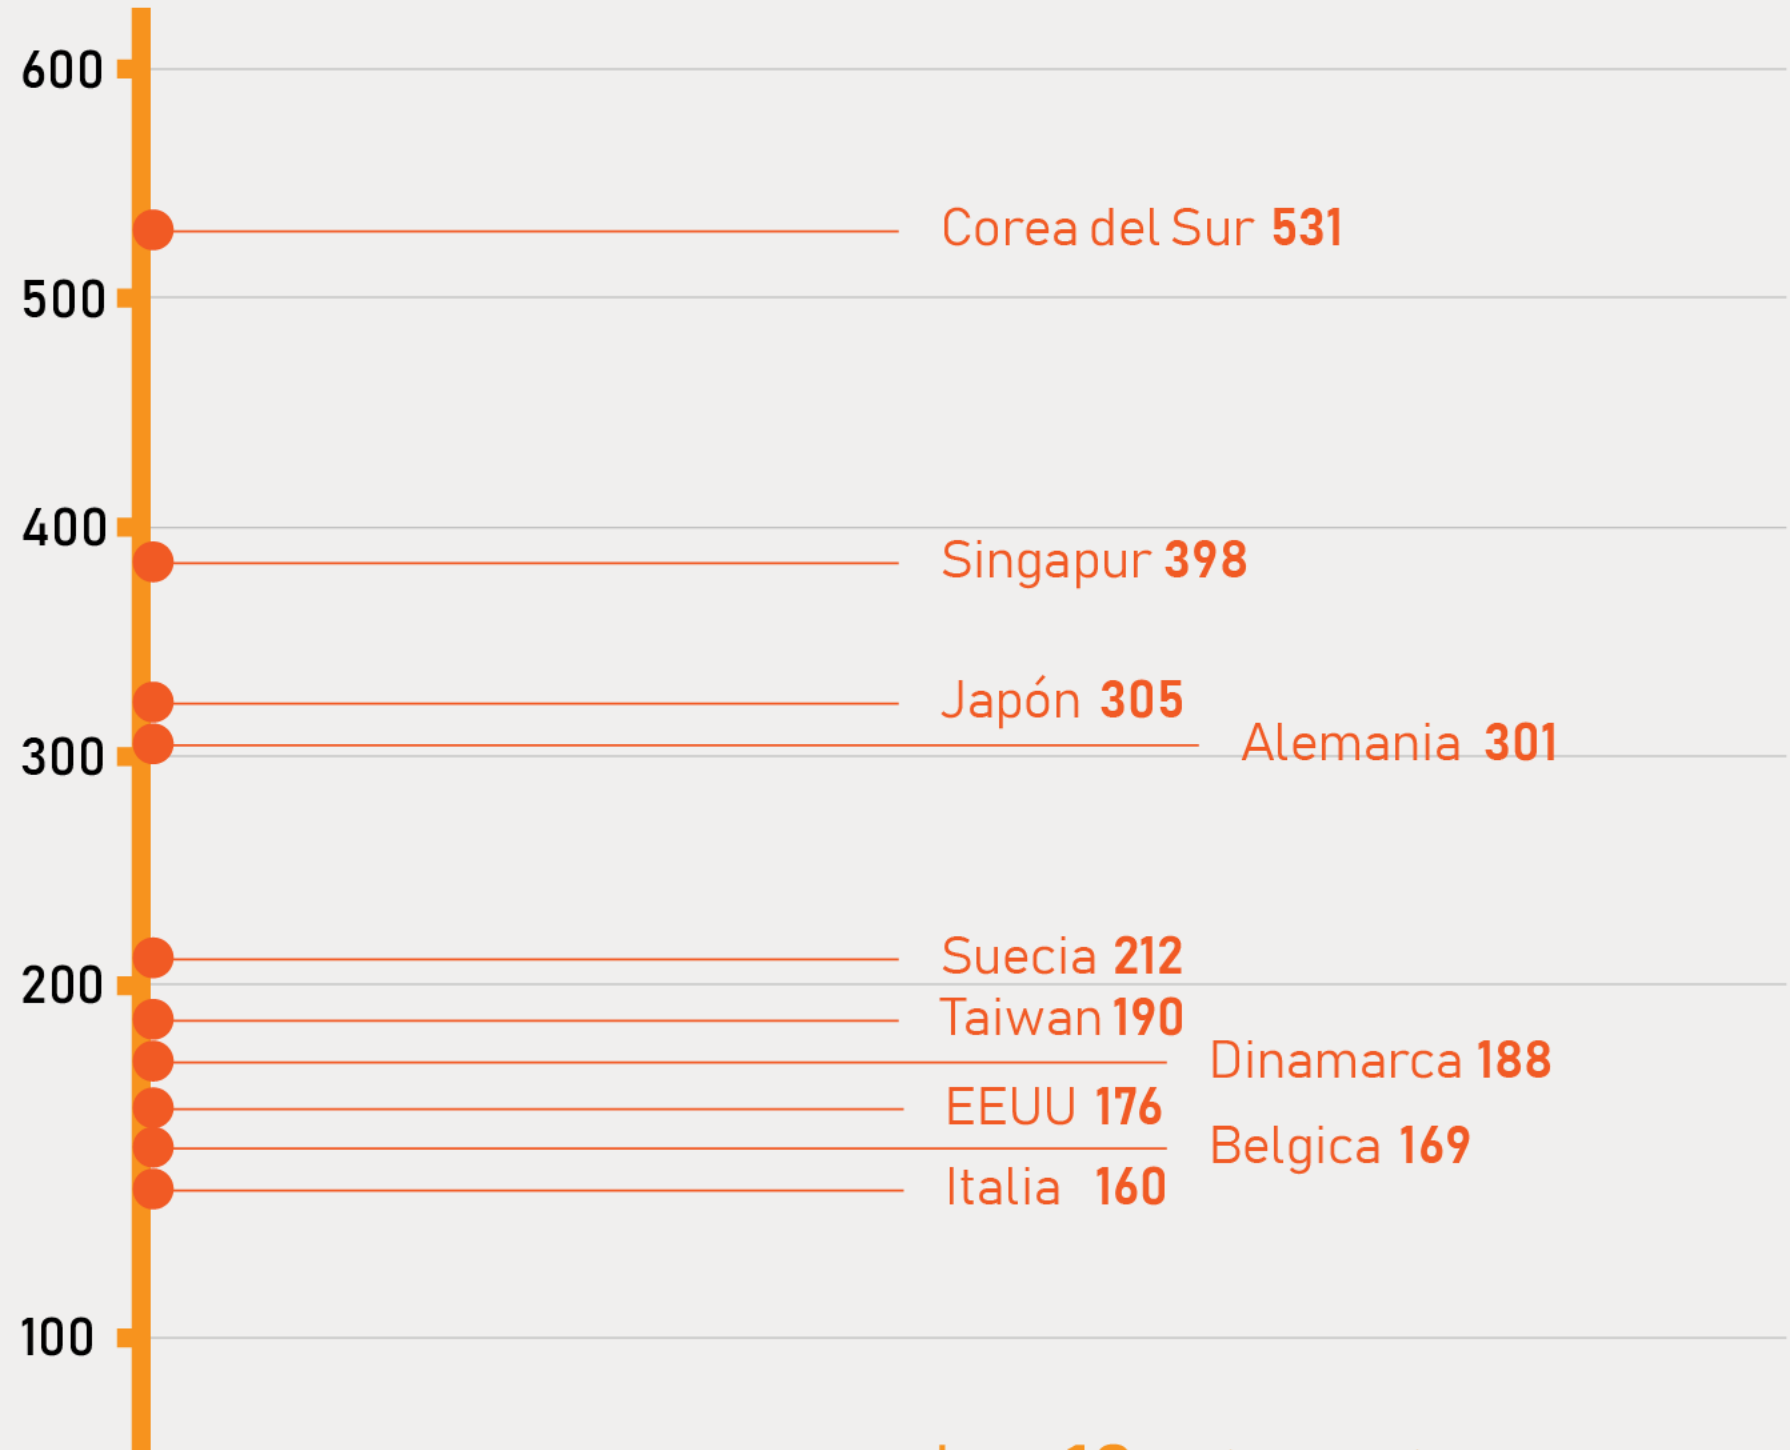 600
Corea del Sur 531
500
400
Singapur 398
Japón 305
Alemania 301
300
Suecia 212
200
Taiwan 190
Dinamarca 188
EEUU 176
Belgica 169
Italia 160
100